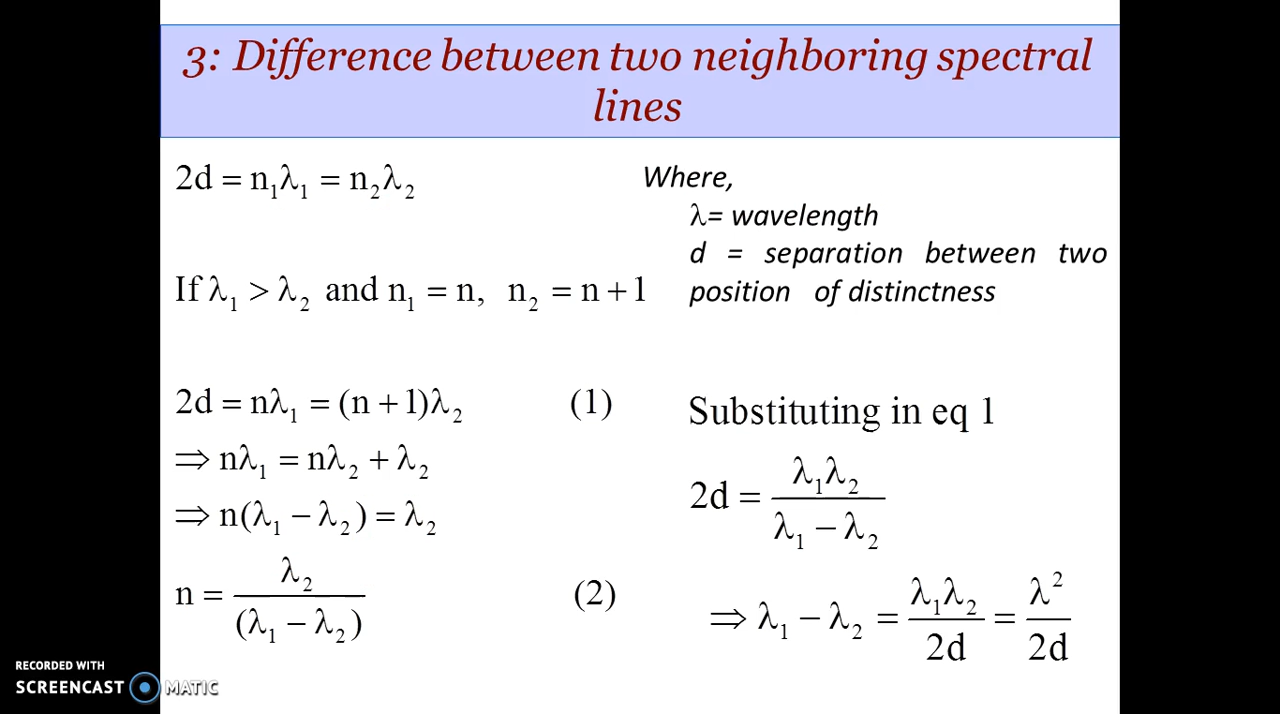 3: Difference between two neighboring spectral
lines
2d = n₁λ₁ = n₂λ₂
If λ₁ > λ₂ and n₁ = n, n₂ = n + 1
Where,
λ= wavelength
d = separation between two
position of distinctness
2d = nλ₁ = (n + 1)λ₂ (1)
⇒ nλ₁ = nλ₂ + λ₂
⇒ n(λ₁ − λ₂) = λ₂
n = λ₂ / (λ₁ − λ₂) (2)
Substituting in eq 1
2d = λ₁λ₂ / λ₁ − λ₂
⇒ λ₁ − λ₂ = λ₁λ₂ / 2d = λ² / 2d
RECORDED WITH
SCREENCAST MATIC